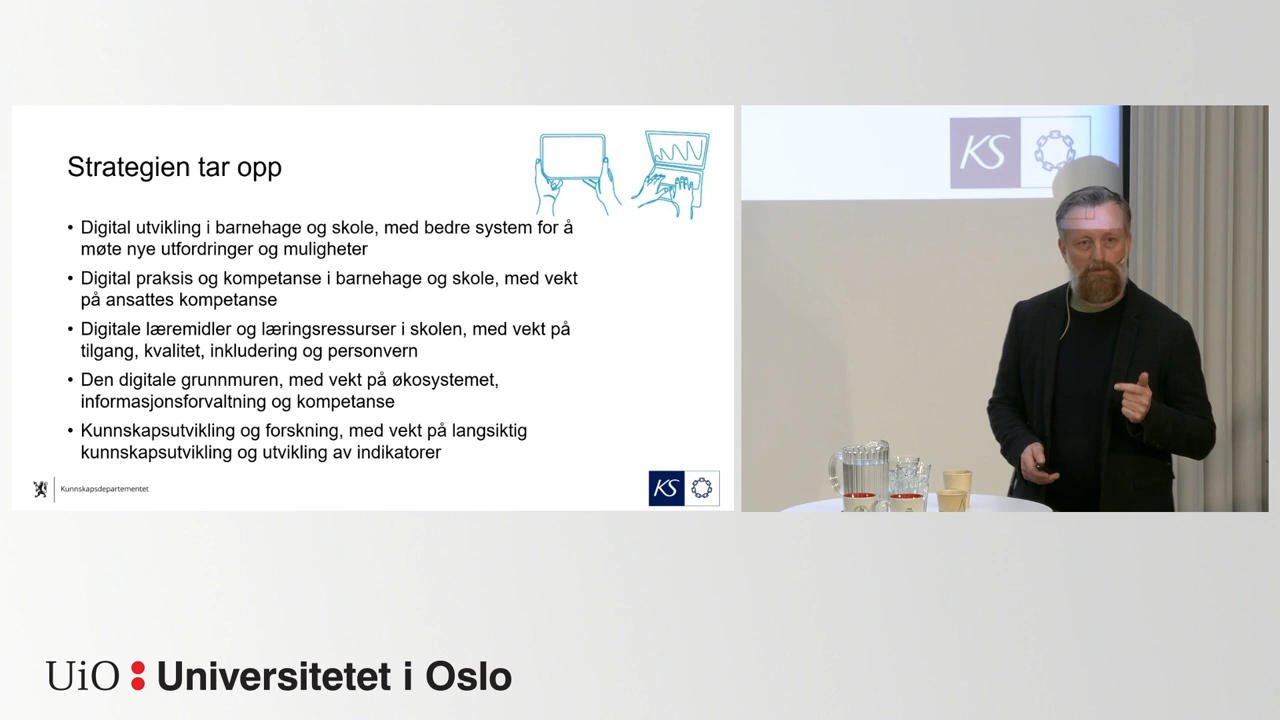 Strategien tar opp
• Digital utvikling i barnehage og skole, med bedre system for å
møte nye utfordringer og muligheter
• Digital praksis og kompetanse i barnehage og skole, med vekt
på ansattes kompetanse
• Digitale læremidler og læringsressurser i skolen, med vekt på
tilgang, kvalitet, inkludering og personvern
• Den digitale grunnmuren, med vekt på økosystemet,
informasjonsforvaltning og kompetanse
• Kunnskapsutvikling og forskning, med vekt på langsiktig
kunnskapsutvikling og utvikling av indikatorer
Kunnskapsdepartementet
KS
KS
UiO : Universitetet i Oslo